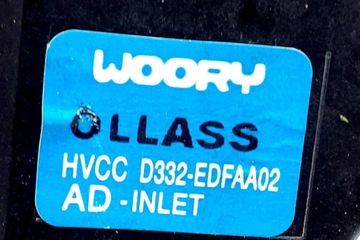 WOORY
OLLASS
HVCC D332-EDFAA02
AD -INLET